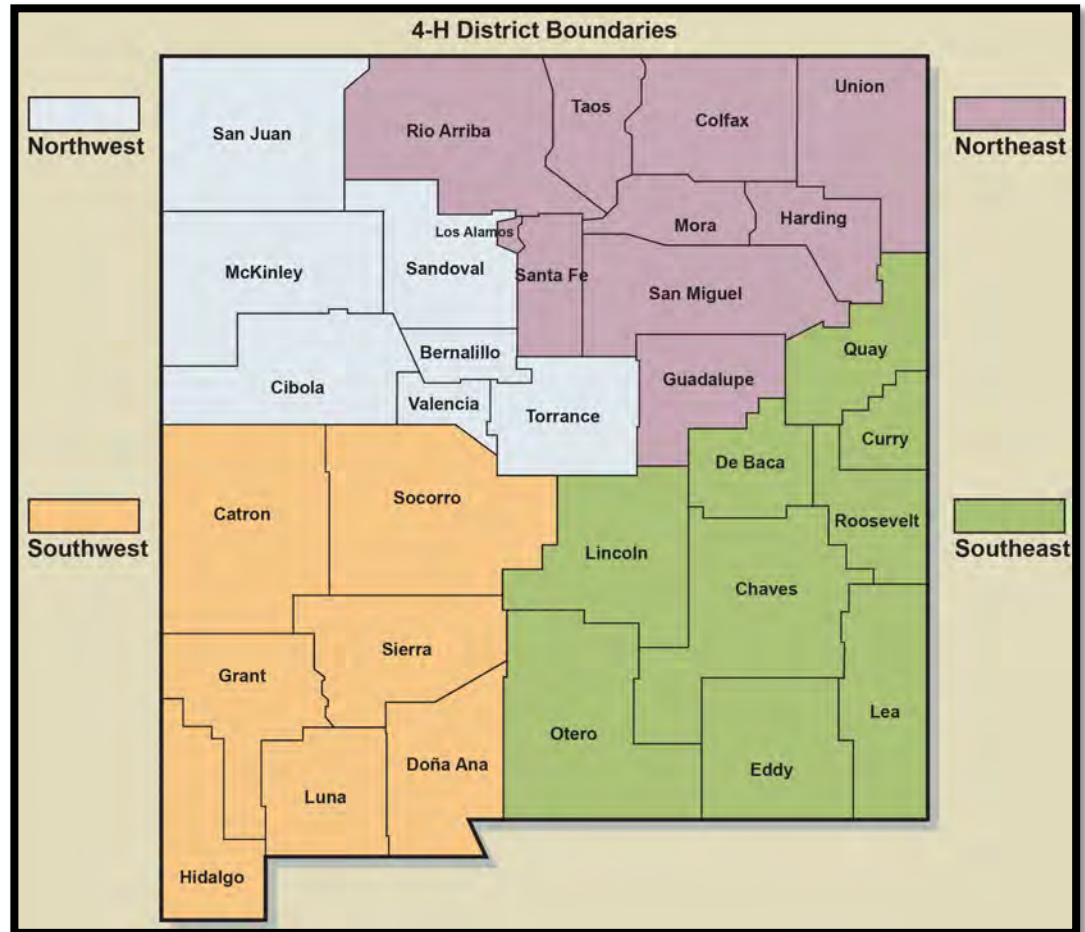 4-H District Boundaries
Northwest
Northeast
Southwest
Southeast
San Juan
Rio Arriba
Taos
Colfax
Union
McKinley
Sandoval
Los Alamos
Santa Fe
Mora
Harding
San Miguel
Bernalillo
Cibola
Valencia
Torrance
Guadalupe
Quay
Curry
De Baca
Roosevelt
Catron
Socorro
Lincoln
Chaves
Sierra
Grant
Otero
Lea
Doña Ana
Luna
Eddy
Hidalgo